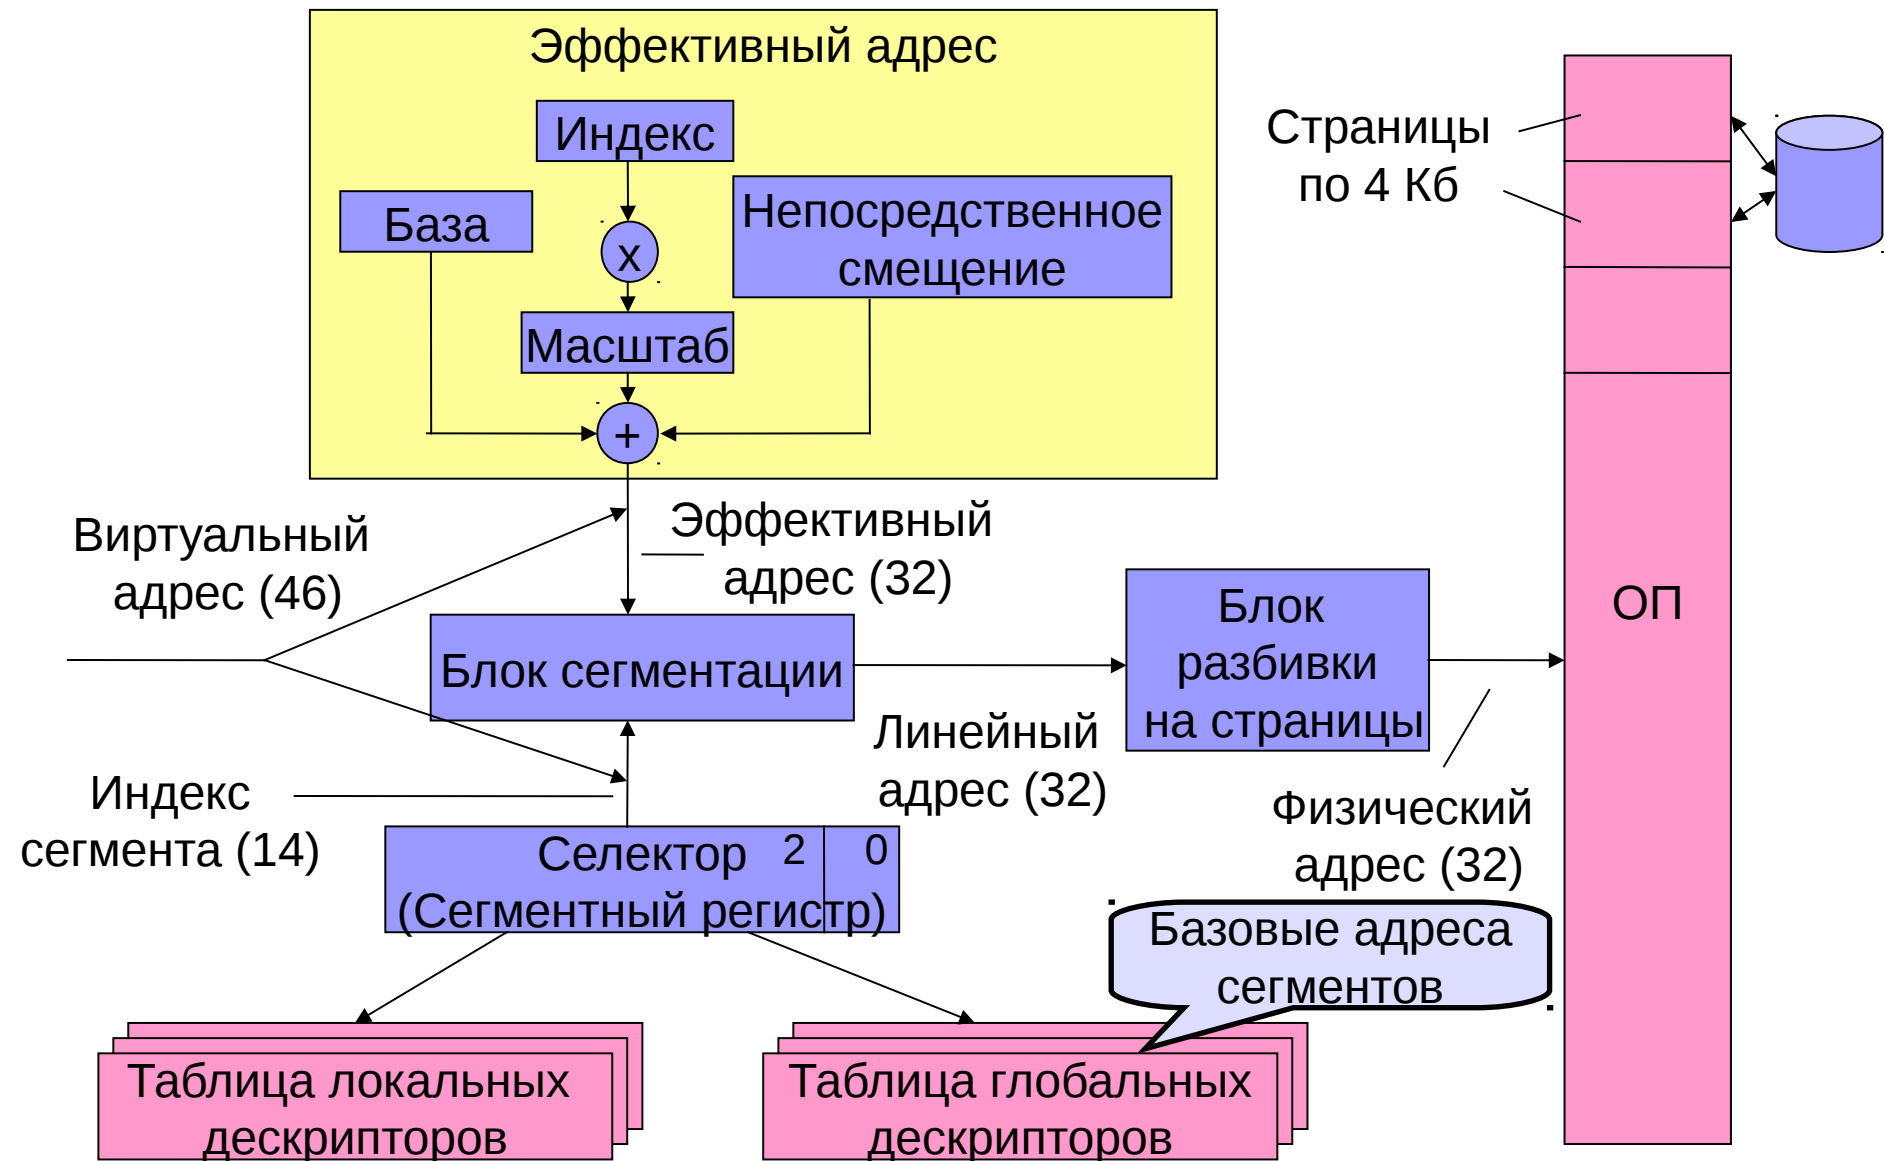 Эффективный адрес
Индекс
База
х
Непосредственное
смещение
Масштаб
+
Страницы
по 4 Кб
Виртуальный
адрес (46)
Эффективный
адрес (32)
Блок сегментации
Блок
разбивки
на страницы
ОП
Линейный
адрес (32)
Индекс
сегмента (14)
Физический
адрес (32)
Селектор 2 0
(Сегментный регистр)
Базовые адреса
сегментов
Таблица локальных
дескрипторов
Таблица глобальных
дескрипторов